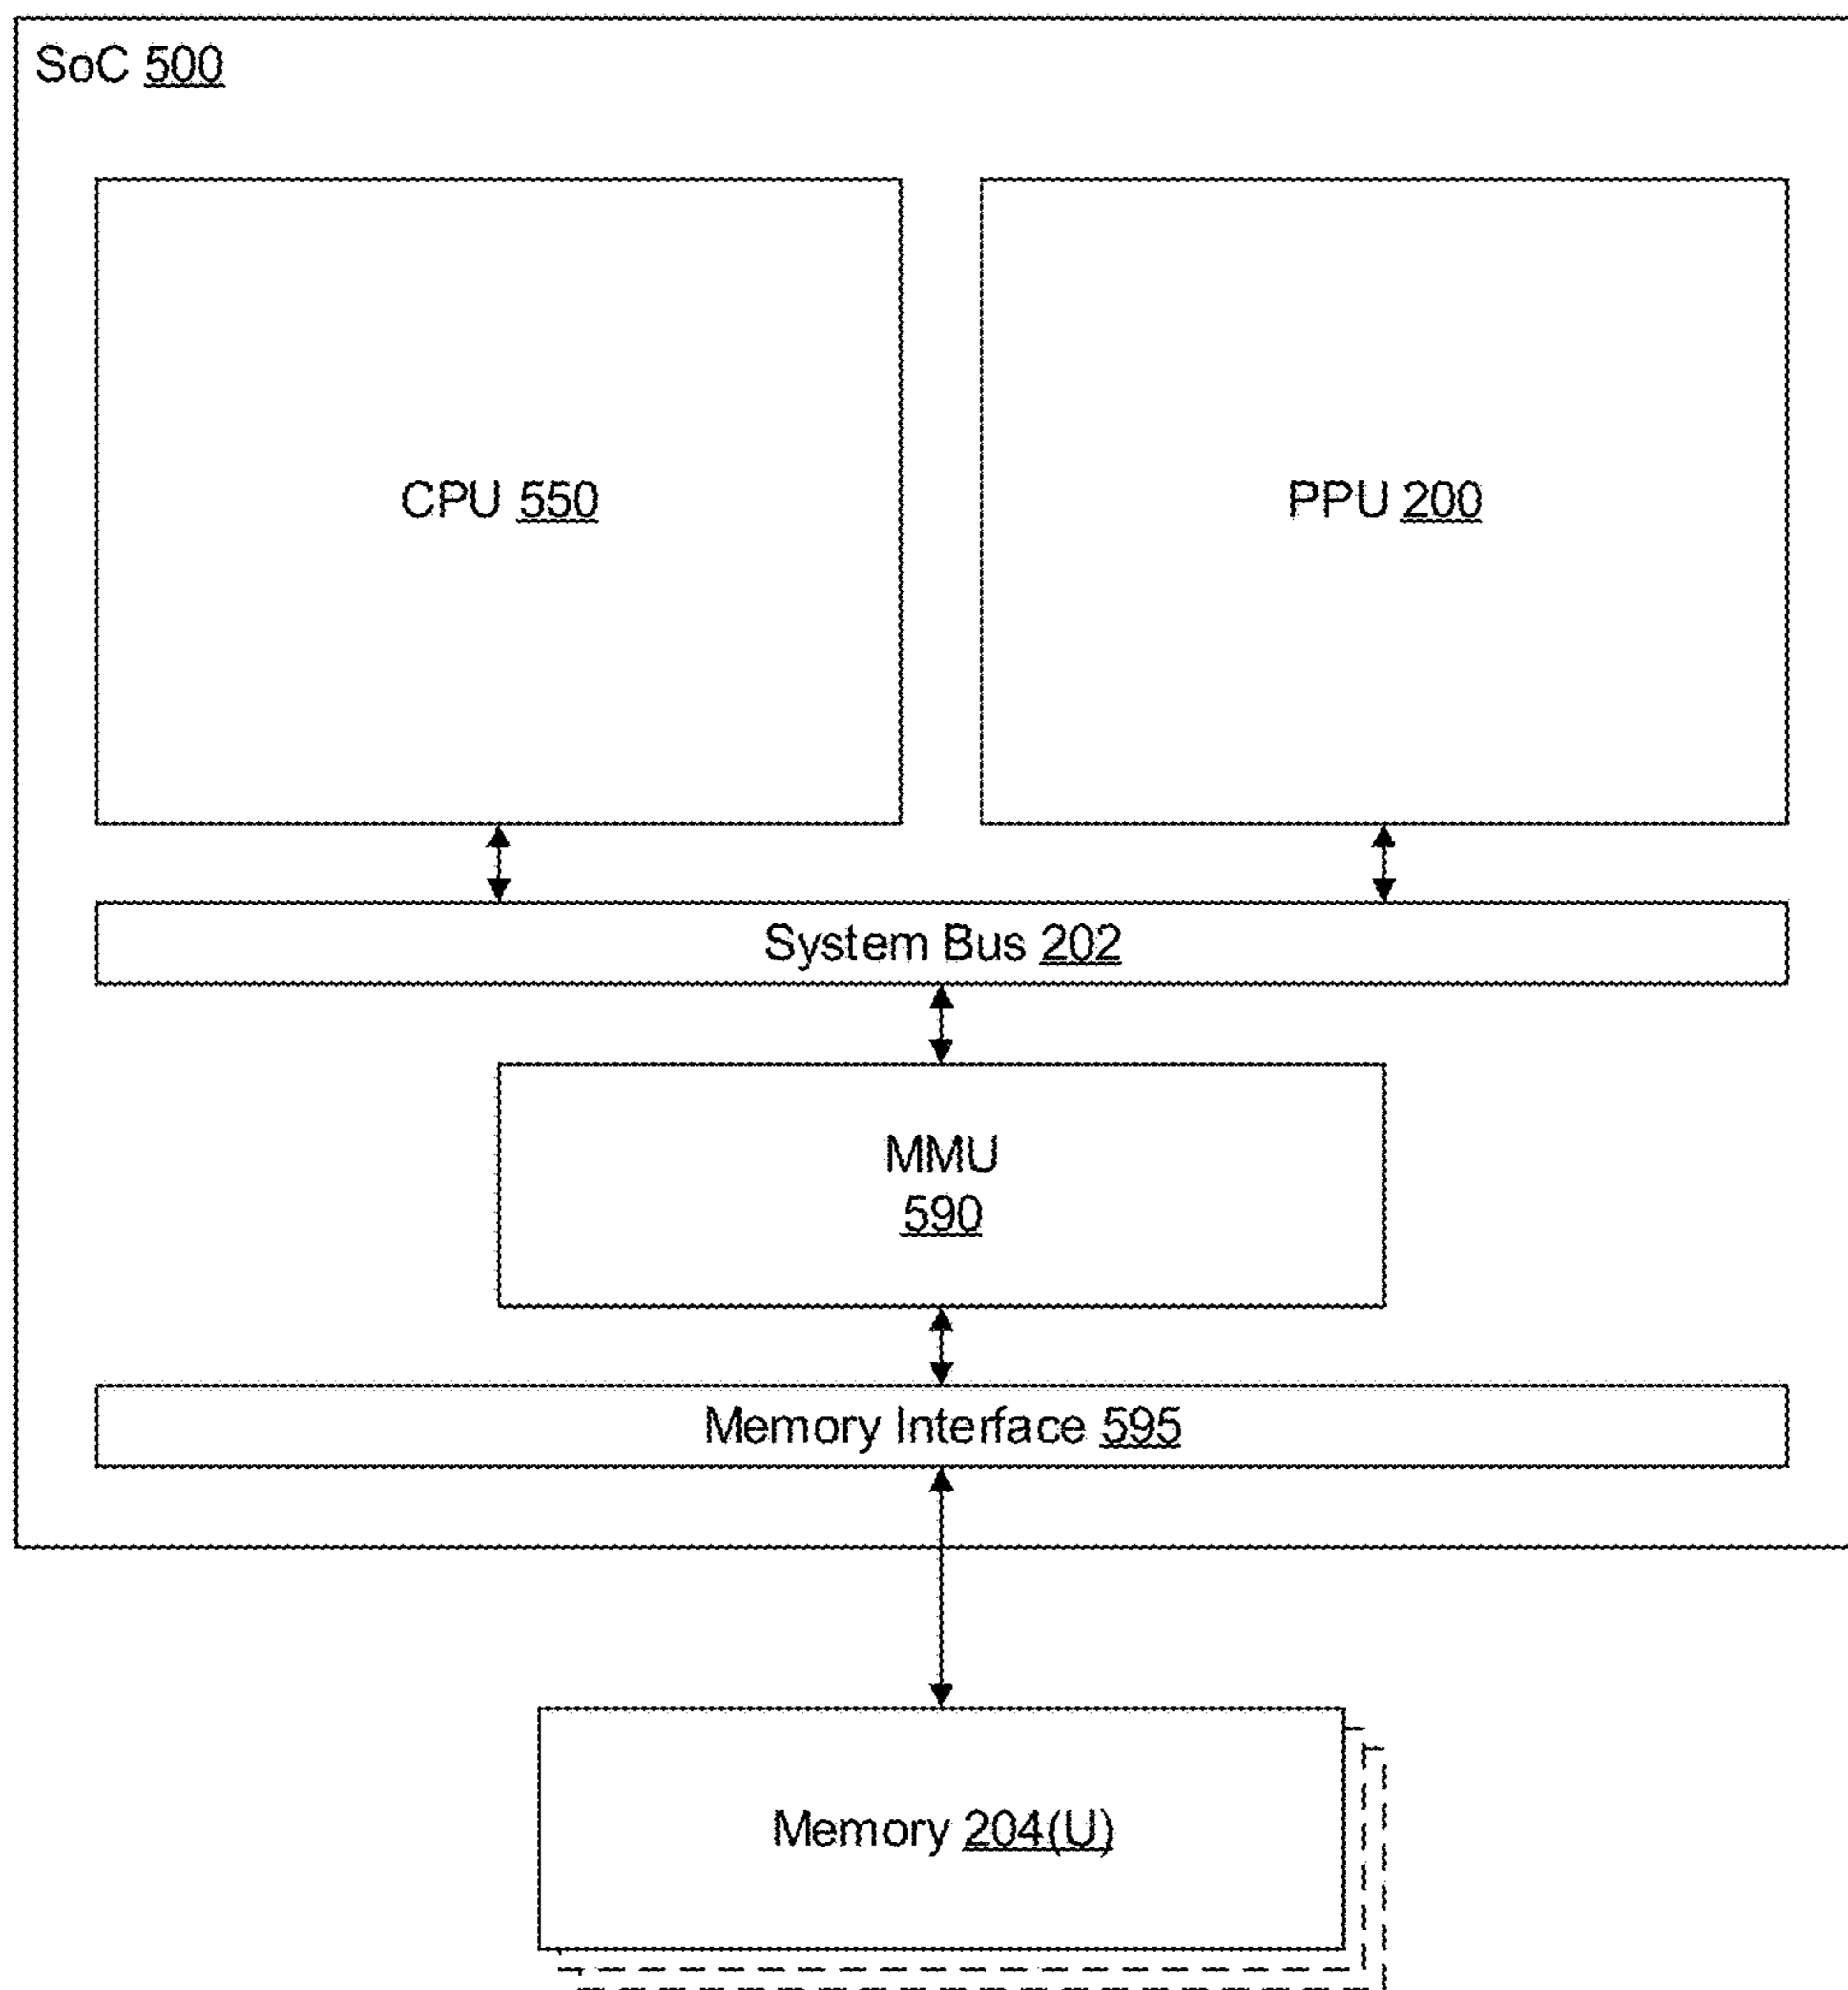 SoC 500
CPU 550
PPU 200
System Bus 202
MMU
590
Memory Interface 595
Memory 204(U)